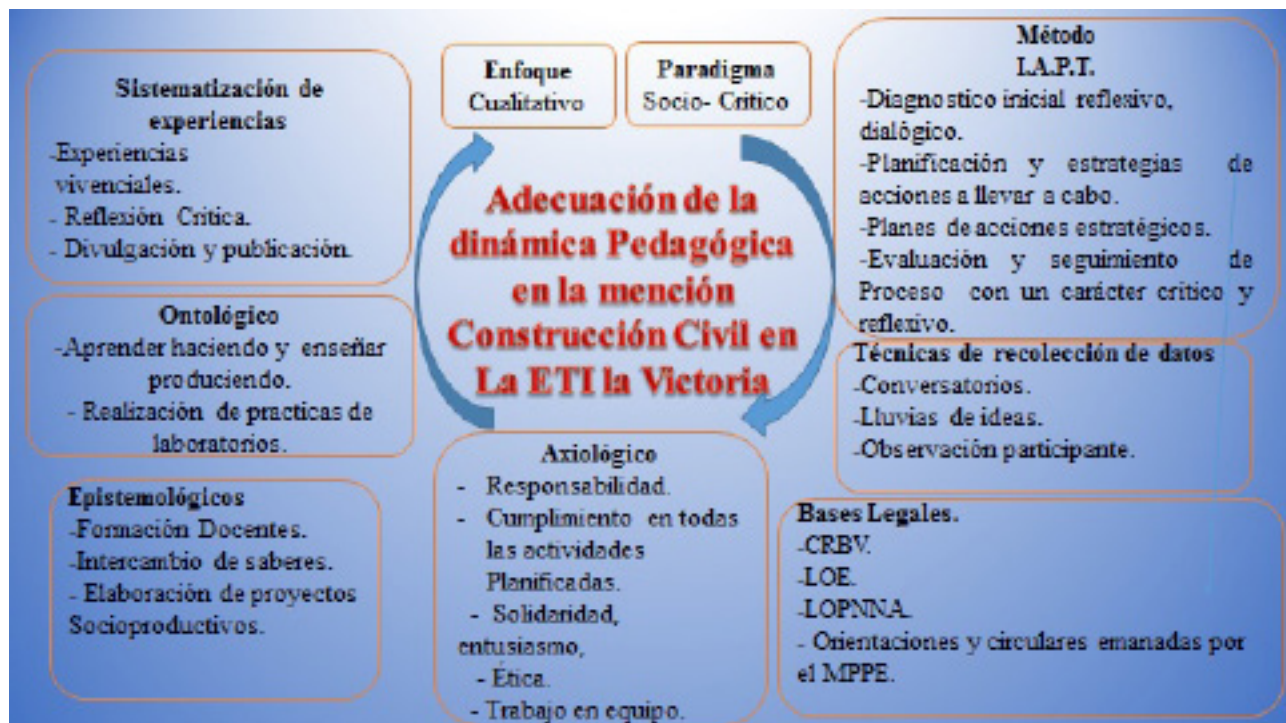 Sistematización de
experiencias
-Experiencias
vivenciales.
- Reflexión Critica.
- Divulgación y publicación.
Ontológico
-Aprender haciendo y enseñar
produciendo.
- Realización de practicas de
laboratorios.
Epistemológicos
-Formación Docentes.
-Intercambio de saberes.
- Elaboración de proyectos
Socioproductivos.
Enfoque
Cualitativo
Paradigma
Socio- Critico
Adecuación de la
dinámica Pedagógica
en la mención
Construcción Civil en
La ETI la Victoria
Axiológico
- Responsabilidad.
- Cumplimiento en todas
las actividades
Planificadas.
- Solidaridad,
entusiasmo,
- Ética.
- Trabajo en equipo.
Método
I.A.P.T.
-Diagnostico inicial reflexivo,
dialógico.
-Planificación y estrategias de
acciones a llevar a cabo.
-Planes de acciones estratégicos.
-Evaluación y seguimiento de
Proceso con un carácter critico y
reflexivo.
Técnicas de recolección de datos
-Conversatorios.
-Lluvias de ideas.
-Observación participante.
Bases Legales.
-CRBV.
-LOE.
-LOPNNA.
- Orientaciones y circulares emanadas por
el MPPE.